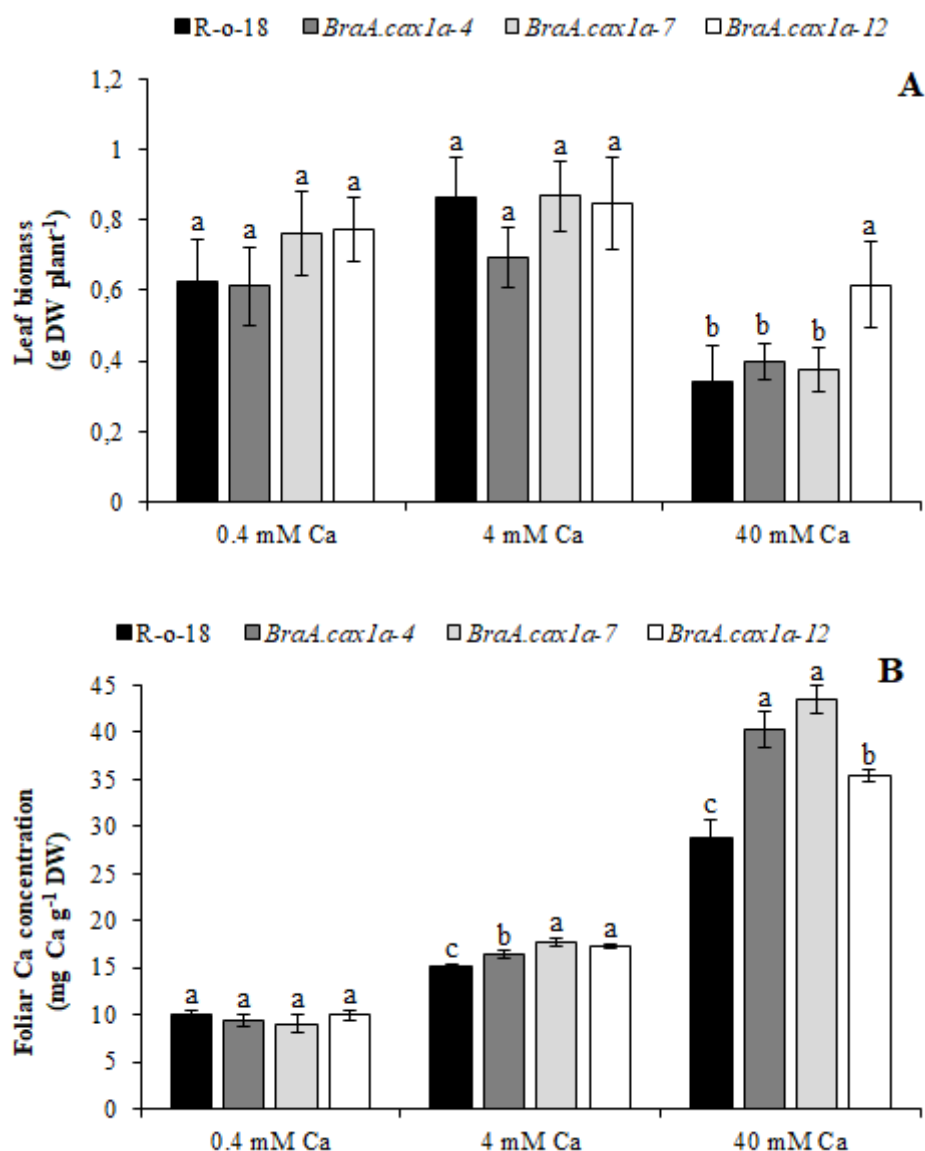 R-o-18 BraA.cax1a-4 BraA.cax1a-7 BraA.cax1a-12
A
1,2
1
0,8
0,6
0,4
0,2
0
Leaf biomass
(g DW plant-1)
a a a a
a a a a
b b b a
0.4 mM Ca 4 mM Ca 40 mM Ca
R-o-18 BraA.cax1a-4 BraA.cax1a-7 BraA.cax1a-12
B
45
40
35
30
25
20
15
10
5
0
Foliar Ca concentration
(mg Ca g-1 DW)
a a a a
c b a a
c a a b
0.4 mM Ca 4 mM Ca 40 mM Ca